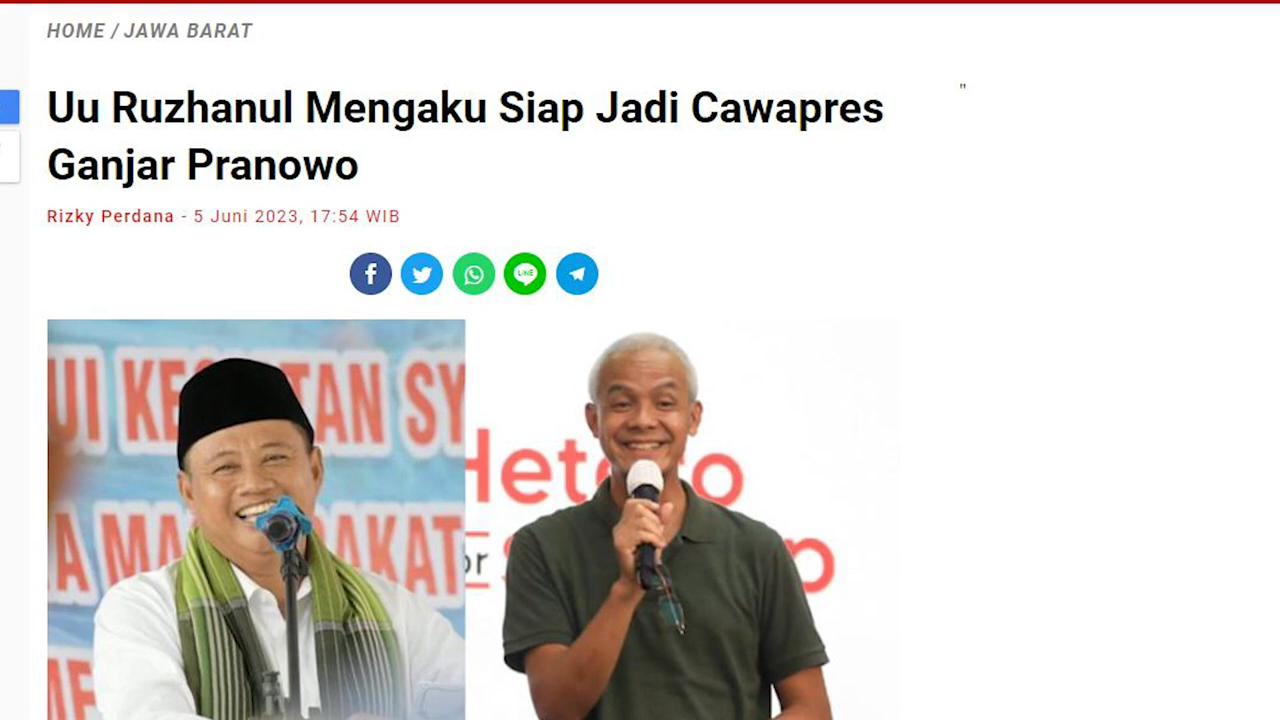 HOME / JAWA BARAT
"
Uu Ruzhanul Mengaku Siap Jadi Cawapres
Ganjar Pranowo
Rizky Perdana - 5 Juni 2023, 17:54 WIB
LINE